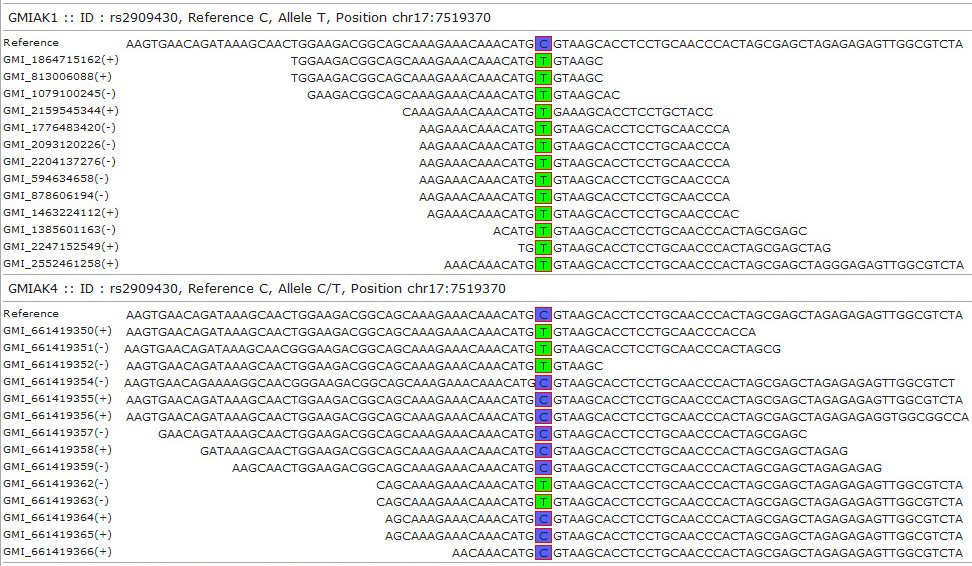 GMIAK1 :: ID : rs2909430, Reference C, Allele T, Position chr17:7519370
Reference AAGTGAACAGATAAAGCAACTGGAAGACGGCAGCAAAGAAACAAACATG C GTAAGCACCTCCTGCAACCCACTAGCGAGCTAGAGAGAGTTGGCGTCTA
GMI_1864715162(+) TGGAAGACGGCAGCAAAGAAACAAACATG T GTAAGC
GMI_813006088(+) TGGAAGACGGCAGCAAAGAAACAAACATG T GTAAGC
GMI_1079100245(-) GAAGACGGCAGCAAAGAAACAAACATG T GTAAGCAC
GMI_2159545344(+) CAAAGAAACAAACATG T GAAAGCACCTCCTGCTACC
GMI_1776483420(-) AAGAAACAAACATG T GTAAGCACCTCCTGCAACCCA
GMI_2093120226(-) AAGAAACAAACATG T GTAAGCACCTCCTGCAACCCA
GMI_2204137276(-) AAGAAACAAACATG T GTAAGCACCTCCTGCAACCCA
GMI_594634658(-) AAGAAACAAACATG T GTAAGCACCTCCTGCAACCCA
GMI_878606194(-) AAGAAACAAACATG T GTAAGCACCTCCTGCAACCCA
GMI_1463224112(+) AGAAACAAACATG T GTAAGCACCTCCTGCAACCCAC
GMI_1385601163(-) ACATG T GTAAGCACCTCCTGCAACCCACTAGCGAGC
GMI_2247152549(+) TG T GTAAGCACCTCCTGCAACCCACTAGCGAGCTAG
GMI_2552461258(+) AAACAAACATG T GTAAGCACCTCCTGCAACCCACTAGCGAGCTAGGGAGAGTTGGCGTCTA
GMIAK4 :: ID : rs2909430, Reference C, Allele C/T, Position chr17:7519370
Reference AAGTGAACAGATAAAGCAACTGGAAGACGGCAGCAAAGAAACAAACATG C GTAAGCACCTCCTGCAACCCACTAGCGAGCTAGAGAGAGTTGGCGTCTA
GMI_661419350(+) AAGTGAACAGATAAAGCAACTGGAAGACGGCAGCAAAGAAACAAACATG T GTAAGCACCTCCTGCAACCCACCA
GMI_661419351(-) AAGTGAACAGATAAAGCAACGGGAAGACGGCAGCAAAGAAACAAACATG T GTAAGCACCTCCTGCAACCCACTAGCG
GMI_661419352(-) AAGTGAACAGATAAAGCAACTGGAAGACGGCAGCAAAGAAACAAACATG T GTAAGC
GMI_661419354(-) AAGTGAACAGAAAAGGCAACGGGAAGACGGCAGCAAAGAAACAAACATG C GTAAGCACCTCCTGCAACCCACTAGCGAGCTAGAGAGAGTTGGCGTCT
GMI_661419355(+) AAGTGAACAGATAAAGCAACTGGAAGACGGCAGCAAAGAAACAAACATG C GTAAGCACCTCCTGCAACCCACTAGCGAGCTAGAGAGAGTTGGCGTCTA
GMI_661419356(+) AAGTGAACAGATAAAGCAACTGGAAGACGGCAGCAAAGAAACAAACATG C GTAAGCACCTCCTGCAACCCACTAGCGAGCTAGAGAGAGGTGGCGGCCA
GMI_661419357(-) GAACAGATAAAGCAACTGGAAGACGGCAGCAAAGAAACAAACATG C GTAAGCACCTCCTGCAACCCACTAGCGAGC
GMI_661419358(+) GATAAAGCAACTGGAAGACGGCAGCAAAGAAACAAACATG C GTAAGCACCTCCTGCAACCCACTAGCGAGCTAGAG
GMI_661419359(-) AAGCAACTGGAAGACGGCAGCAAAGAAACAAACATG C GTAAGCACCTCCTGCAACCCACTAGCGAGCTAGAGAGAG
GMI_661419362(-) CAGCAAAGAAACAAACATG T GTAAGCACCTCCTGCAACCCACTAGCGAGCTAGAGAGAGTTGGCGTCTA
GMI_661419363(-) CAGCAAAGAAACAAACATG T GTAAGCACCTCCTGCAACCCACTAGCGAGCTAGAGAGAGTTGGCGTCTA
GMI_661419364(+) AGCAAAGAAACAAACATG C GTAAGCACCTCCTGCAACCCACTAGCGAGCTAGAGAGAGTTGGCGTCTA
GMI_661419365(+) AGCAAAGAAACAAACATG C GTAAGCACCTCCTGCAACCCACTAGCGAGCTAGAGAGAGTTGGCGTCTA
GMI_661419366(+) AACAAACATG C GTAAGCACCTCCTGCAACCCACTAGCGAGCTAGAGAGAGTTGGCGTCTA